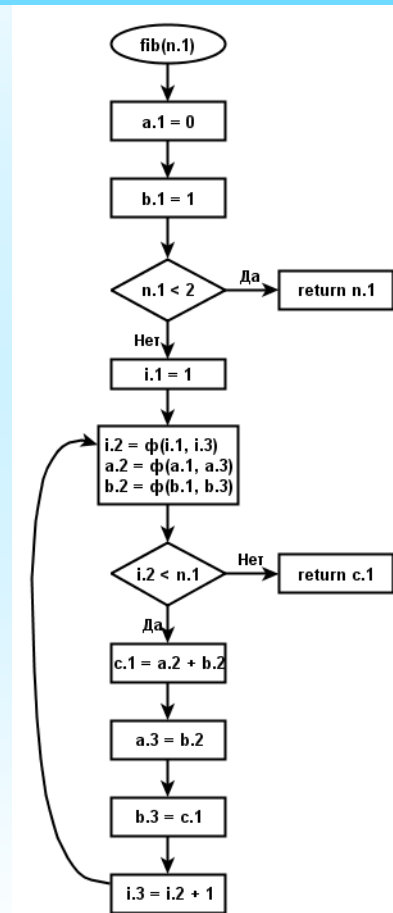 fib(n.1)
a.1 = 0
b.1 = 1
n.1 < 2
Да
return n.1
Нет
i.1 = 1
i.2 = ф(i.1, i.3)
a.2 = ф(a.1, a.3)
b.2 = ф(b.1, b.3)
i.2 < n.1
Нет
return c.1
Да
c.1 = a.2 + b.2
a.3 = b.2
b.3 = c.1
i.3 = i.2 + 1